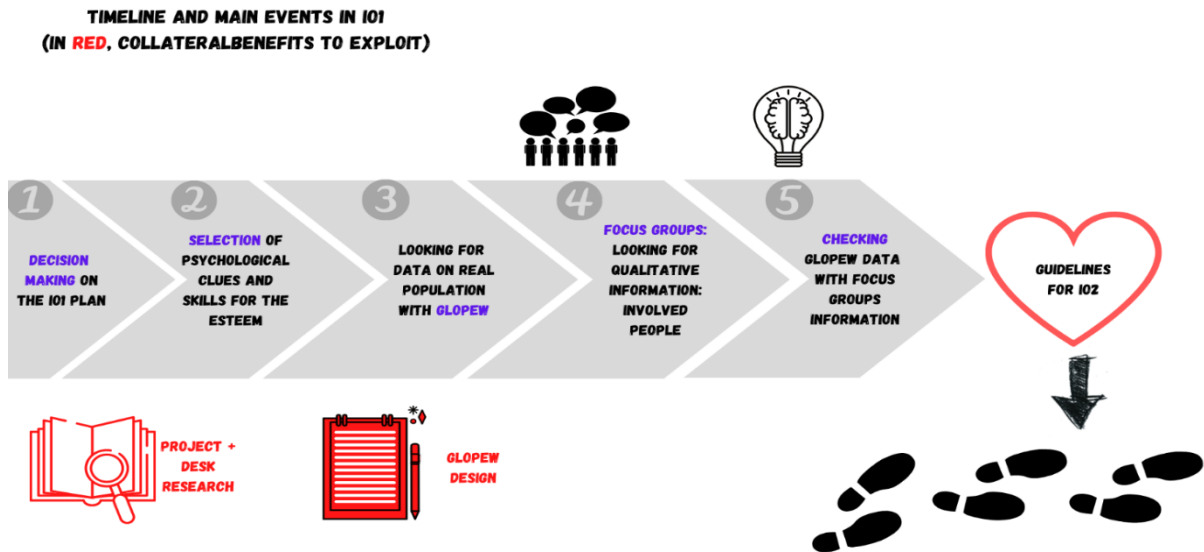 TIMELINE AND MAIN EVENTS IN IO1
(IN RED, COLLATERALBENEFITS TO EXPLOIT)
1
DECISION
MAKING ON
THE IO1 PLAN
2
SELECTION OF
PSYCHOLOGICAL
CLUES AND
SKILLS FOR THE
ESTEEM
3
LOOKING FOR
DATA ON REAL
POPULATION
WITH GLOPEW
4
FOCUS GROUPS:
LOOKING FOR
QUALITATIVE
INFORMATION:
INVOLVED
PEOPLE
5
CHECKING
GLOPEW DATA
WITH FOCUS
GROUPS
INFORMATION
GUIDELINES
FOR IO2
PROJECT +
DESK
RESEARCH
GLOPEW
DESIGN